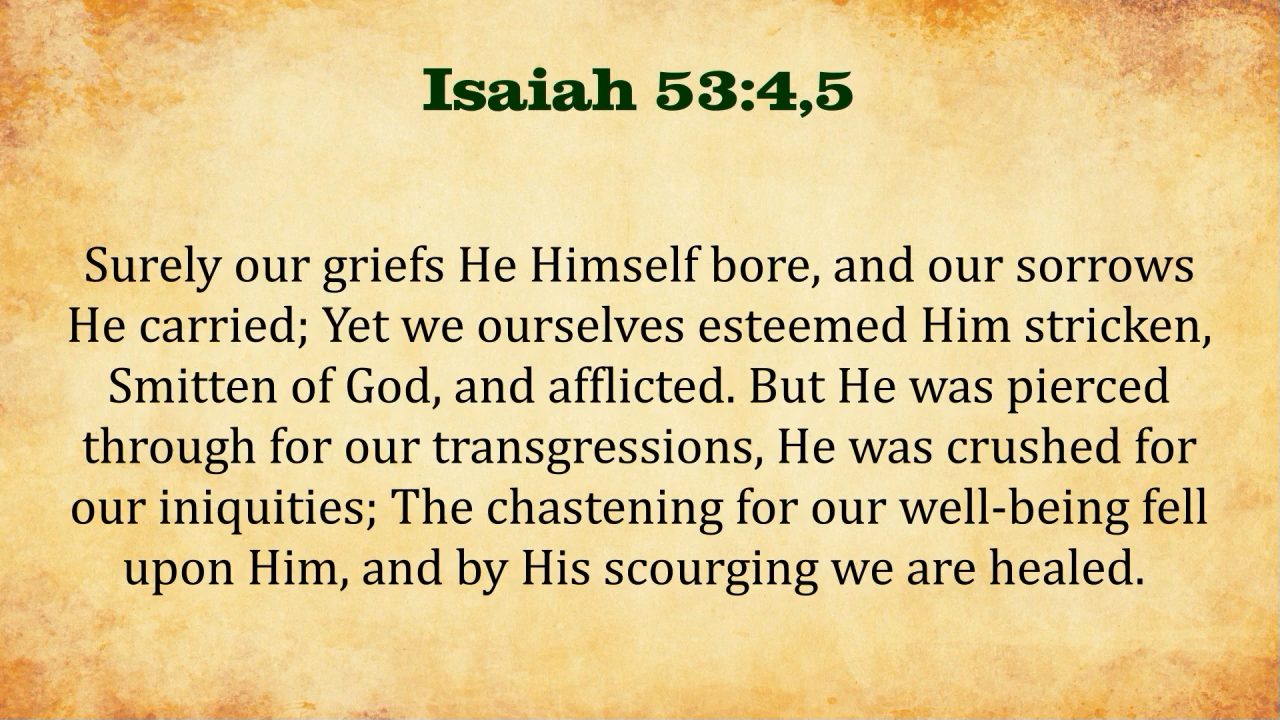 Isaiah 53:4,5
Surely our griefs He Himself bore, and our sorrows
He carried; Yet we ourselves esteemed Him stricken,
Smitten of God, and afflicted. But He was pierced
through for our transgressions, He was crushed for
our iniquities; The chastening for our well-being fell
upon Him, and by His scourging we are healed.